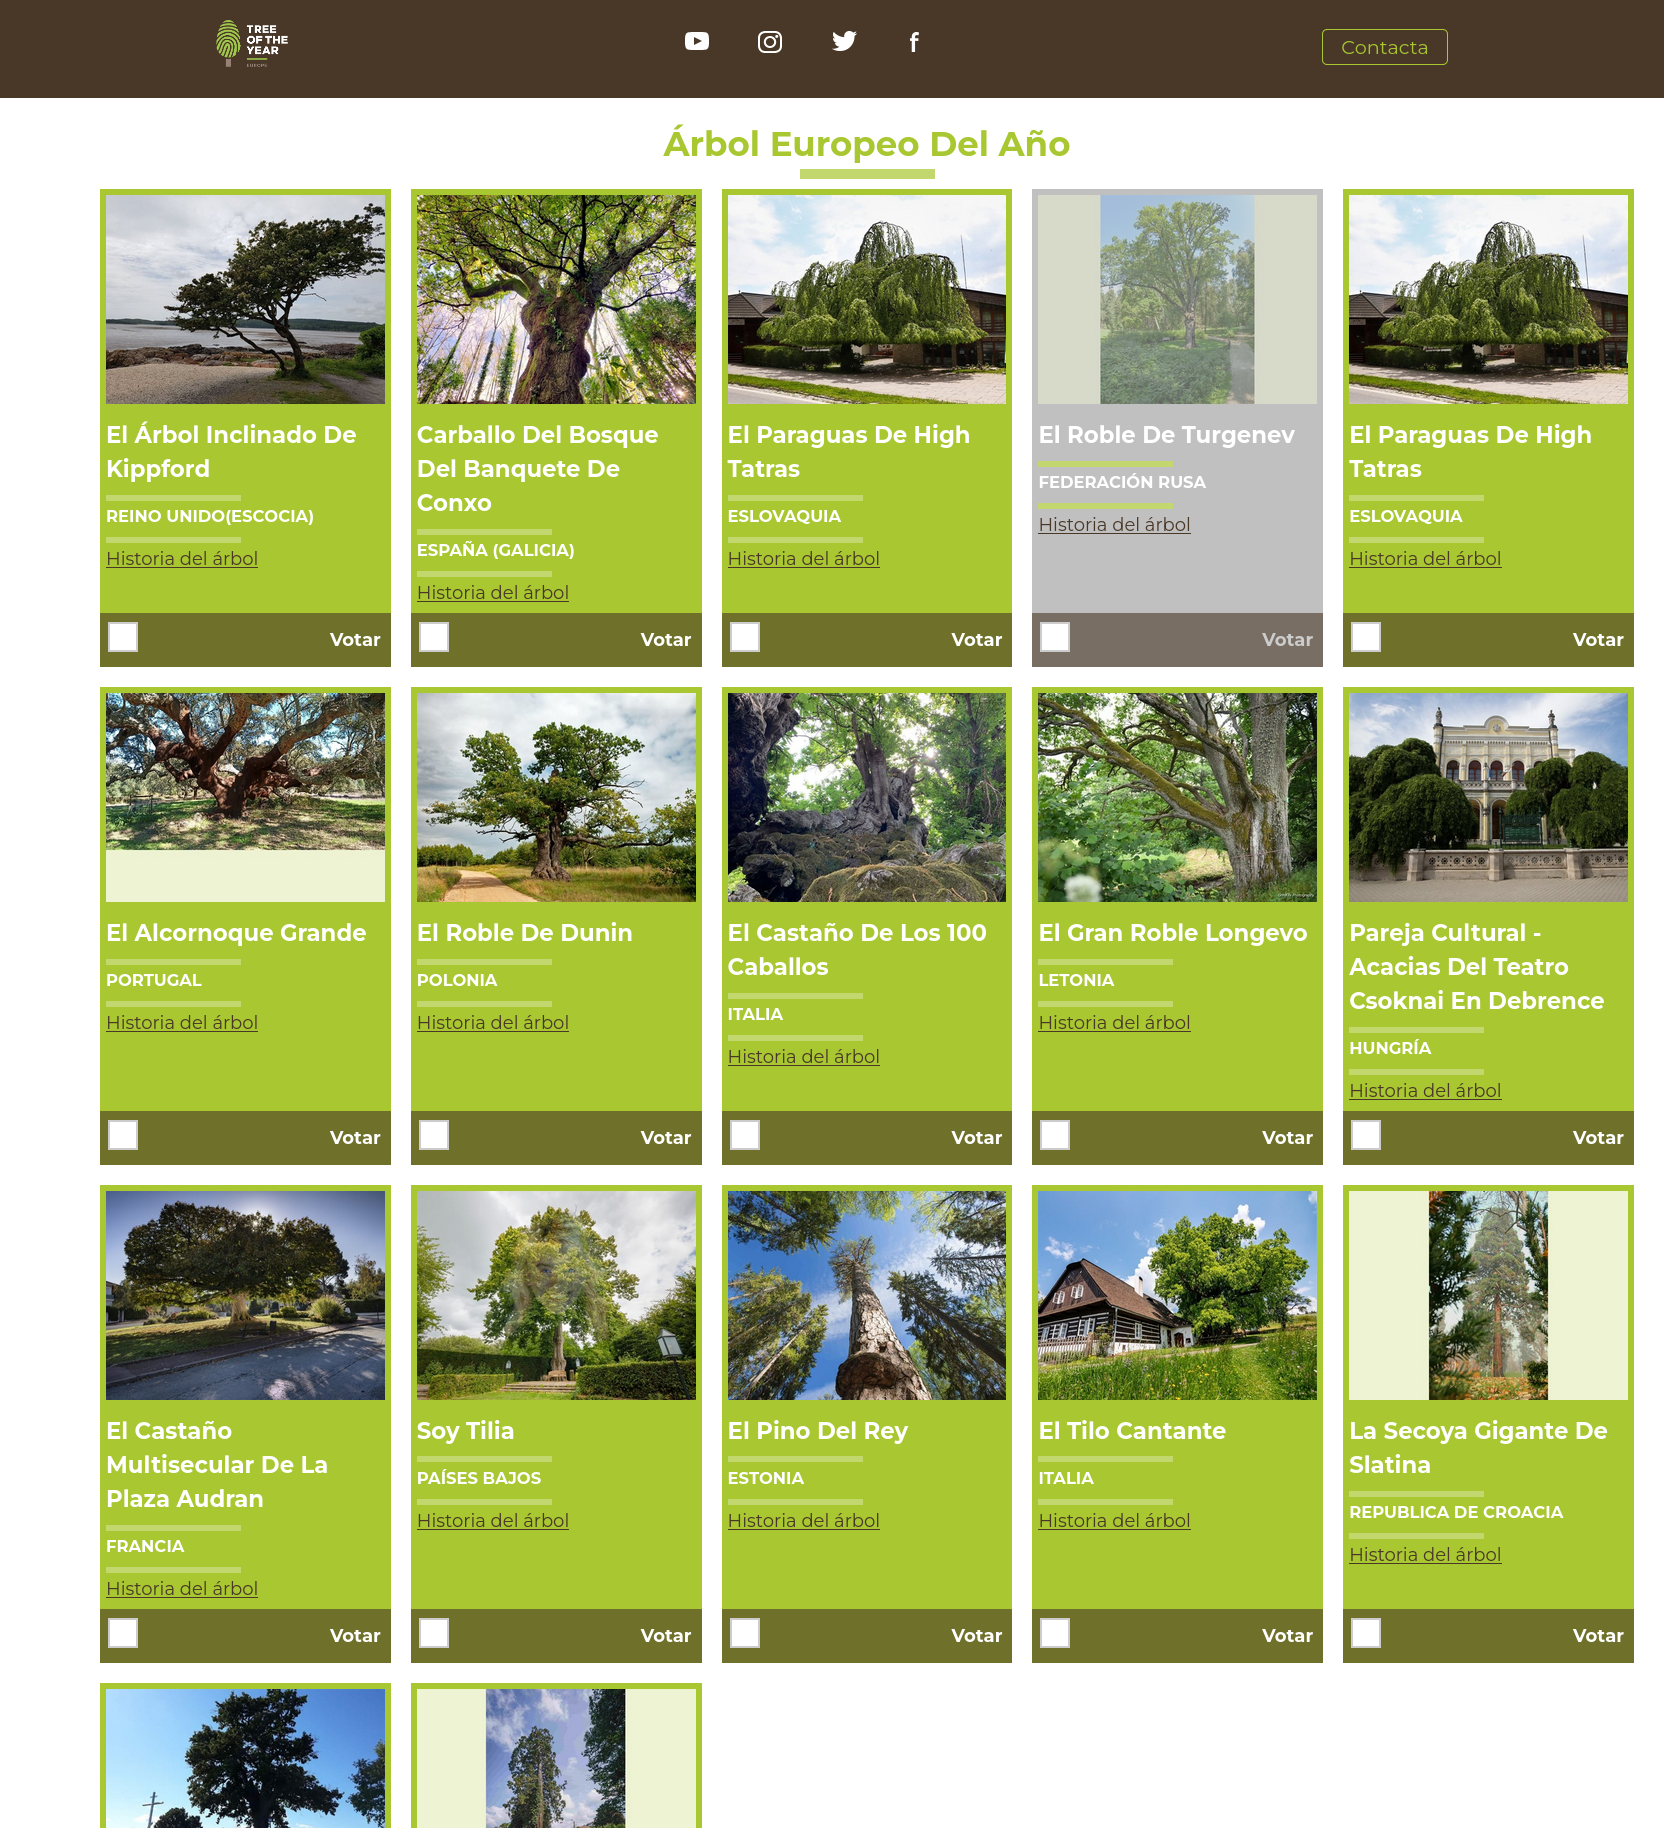 TREE
OF THE
YEAR
EUROPE
Contacta
Árbol Europeo Del Año
El Árbol Inclinado De
Kippford
REINO UNIDO(ESCOCIA)
Historia del árbol
Votar
Carballo Del Bosque
Del Banquete De
Conxo
ESPAÑA (GALICIA)
Historia del árbol
Votar
El Paraguas De High
Tatras
ESLOVAQUIA
Historia del árbol
Votar
El Roble De Turgenev
FEDERACIÓN RUSA
Historia del árbol
Votar
El Paraguas De High
Tatras
ESLOVAQUIA
Historia del árbol
Votar
El Alcornoque Grande
PORTUGAL
Historia del árbol
Votar
El Roble De Dunin
POLONIA
Historia del árbol
Votar
El Castaño De Los 100
Caballos
ITALIA
Historia del árbol
Votar
El Gran Roble Longevo
LETONIA
Historia del árbol
Votar
Pareja Cultural -
Acacias Del Teatro
Csoknai En Debrence
HUNGRÍA
Historia del árbol
Votar
El Castaño
Multisecular De La
Plaza Audran
FRANCIA
Historia del árbol
Votar
Soy Tilia
PAÍSES BAJOS
Historia del árbol
Votar
El Pino Del Rey
ESTONIA
Historia del árbol
Votar
El Tilo Cantante
ITALIA
Historia del árbol
Votar
La Secoya Gigante De
Slatina
REPUBLICA DE CROACIA
Historia del árbol
Votar